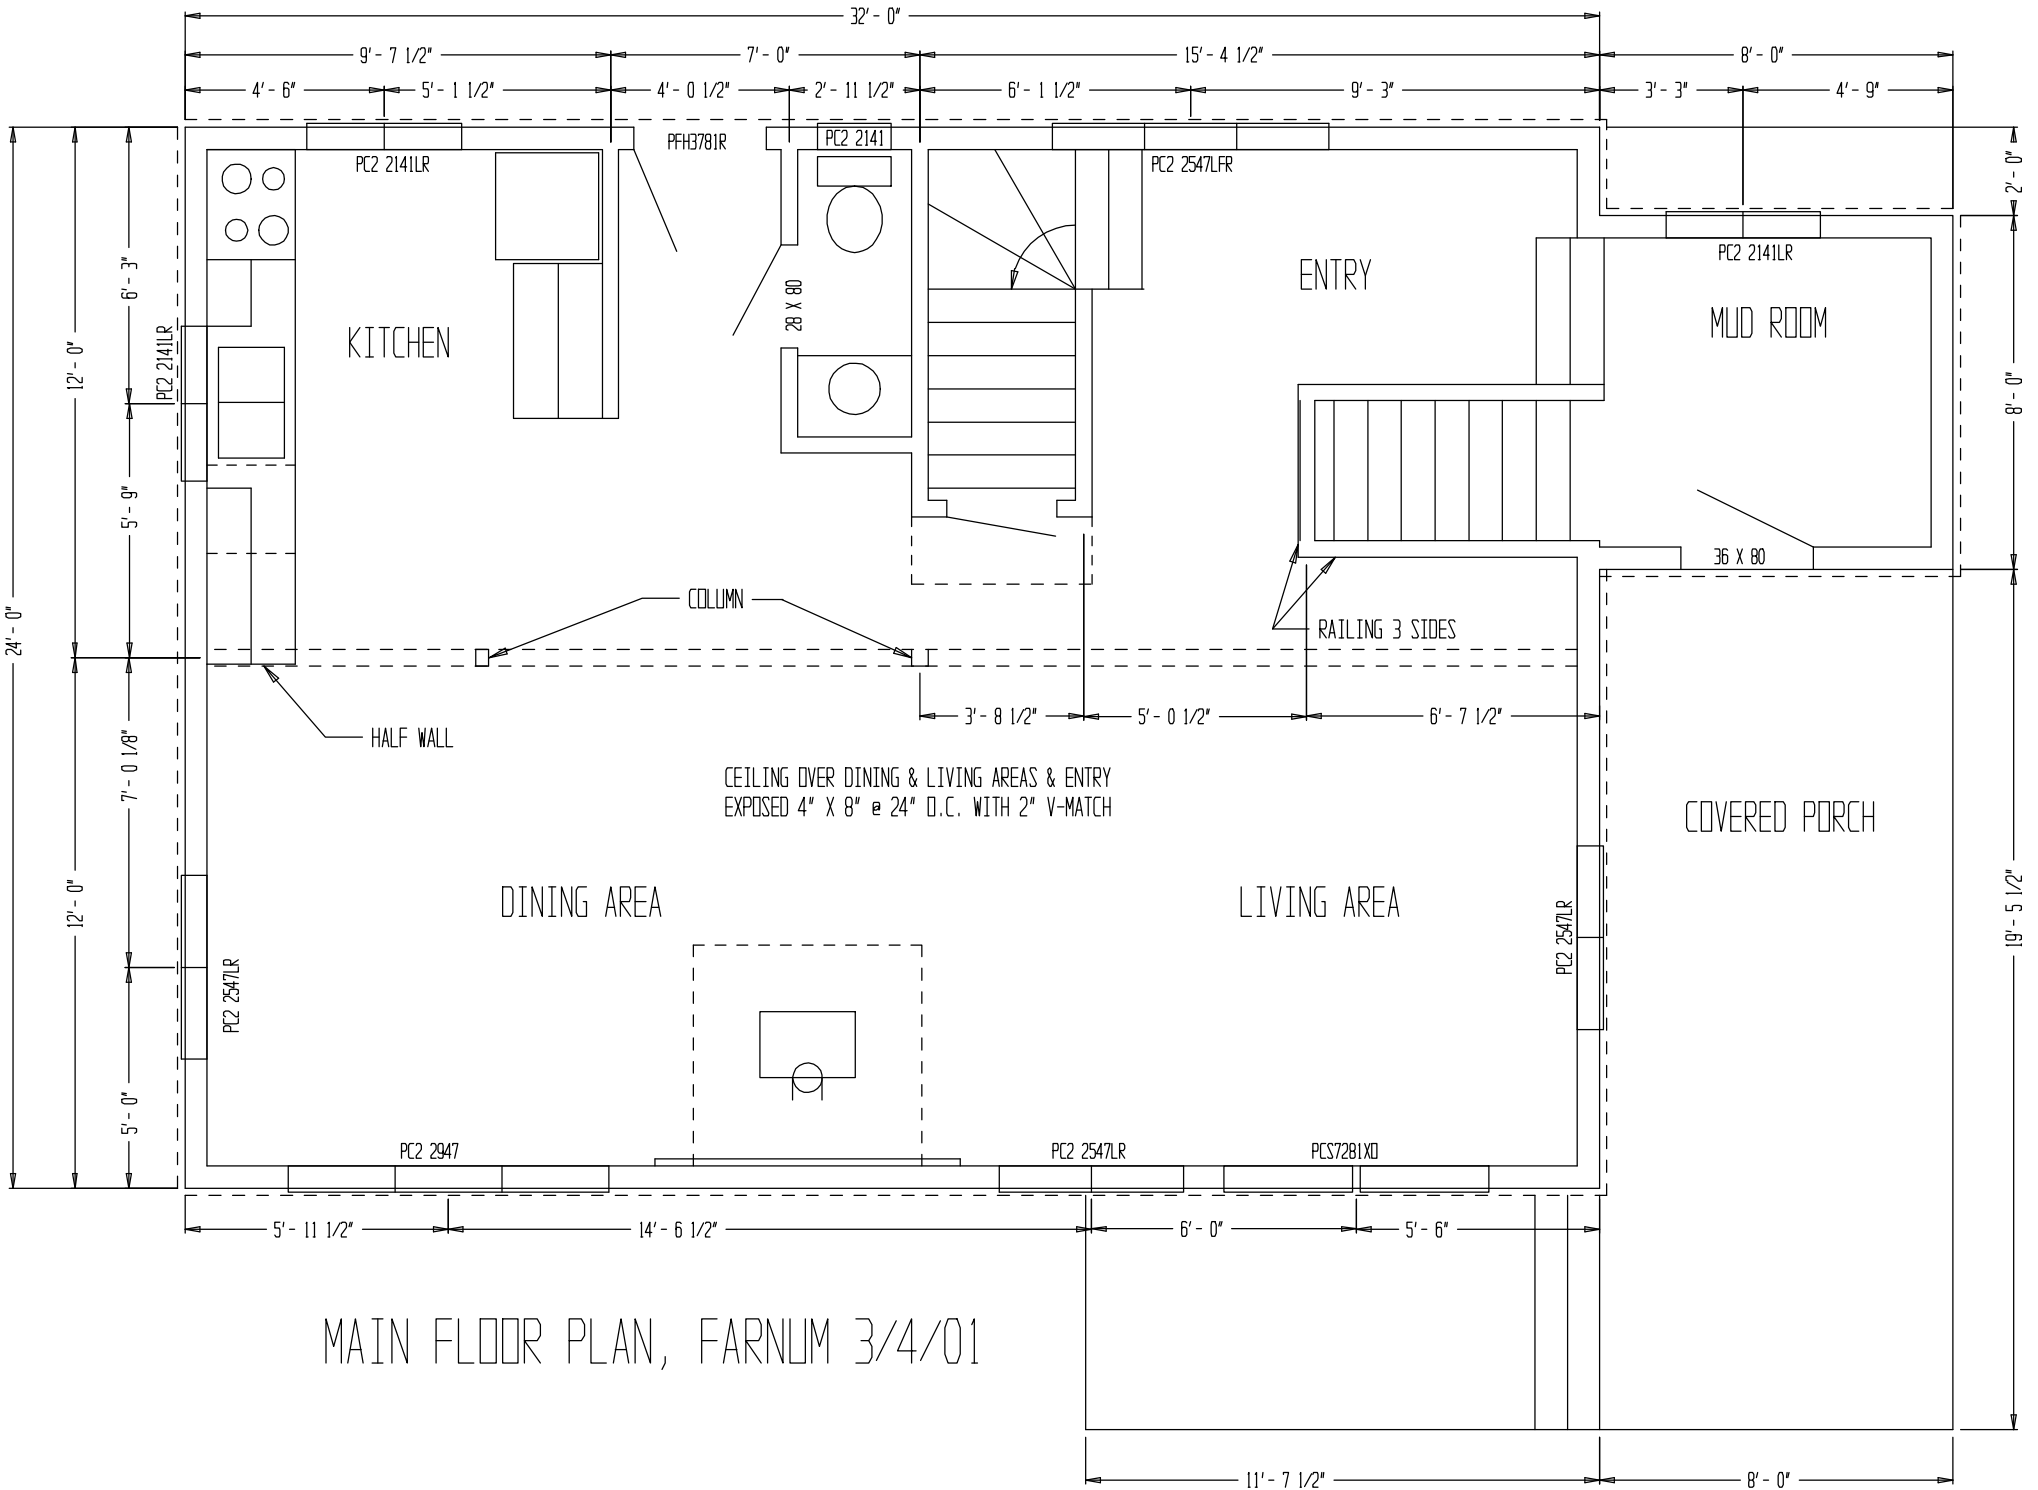 32'- 0"
9'- 7 1/2"
7'- 0"
15'- 4 1/2"
8'- 0"
4'- 6"
5'- 1 1/2"
4'- 0 1/2"
2'- 11 1/2"
6'- 1 1/2"
9'- 3"
3'- 3"
4'- 9"
PC2 2141LR
PFH3781R
PC2 2141
PC2 2547LFR
2'- 0"
PC2 2141LR
ENTRY
MUD ROOM
KITCHEN
28 X 80
6'- 3"
12'- 0"
PC2 2141LR
8'- 0"
5'- 9"
24'- 0"
36 X 80
COLUMN
RAILING 3 SIDES
3'- 8 1/2"
5'- 0 1/2"
6'- 7 1/2"
HALF WALL
7'- 0 1/8"
CEILING OVER DINING & LIVING AREAS & ENTRY
EXPOSED 4" X 8" @ 24" O.C. WITH 2" V-MATCH
COVERED PORCH
DINING AREA
LIVING AREA
12'- 0"
PC2 2547LR
PC2 2547LR
19'- 5 1/2"
5'- 0"
PC2 2947
PC2 2547LR
PCS7281XO
5'- 11 1/2"
14'- 6 1/2"
6'- 0"
5'- 6"
MAIN FLOOR PLAN, FARNUM 3/4/01
11'- 7 1/2"
8'- 0"